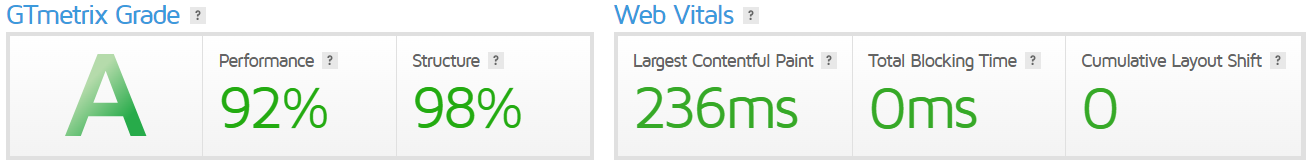 GTmetrix Grade ?
A
Performance ?
92%
Structure ?
98%
Web Vitals ?
Largest Contentful Paint ?
236ms
Total Blocking Time ?
0ms
Cumulative Layout Shift ?
0